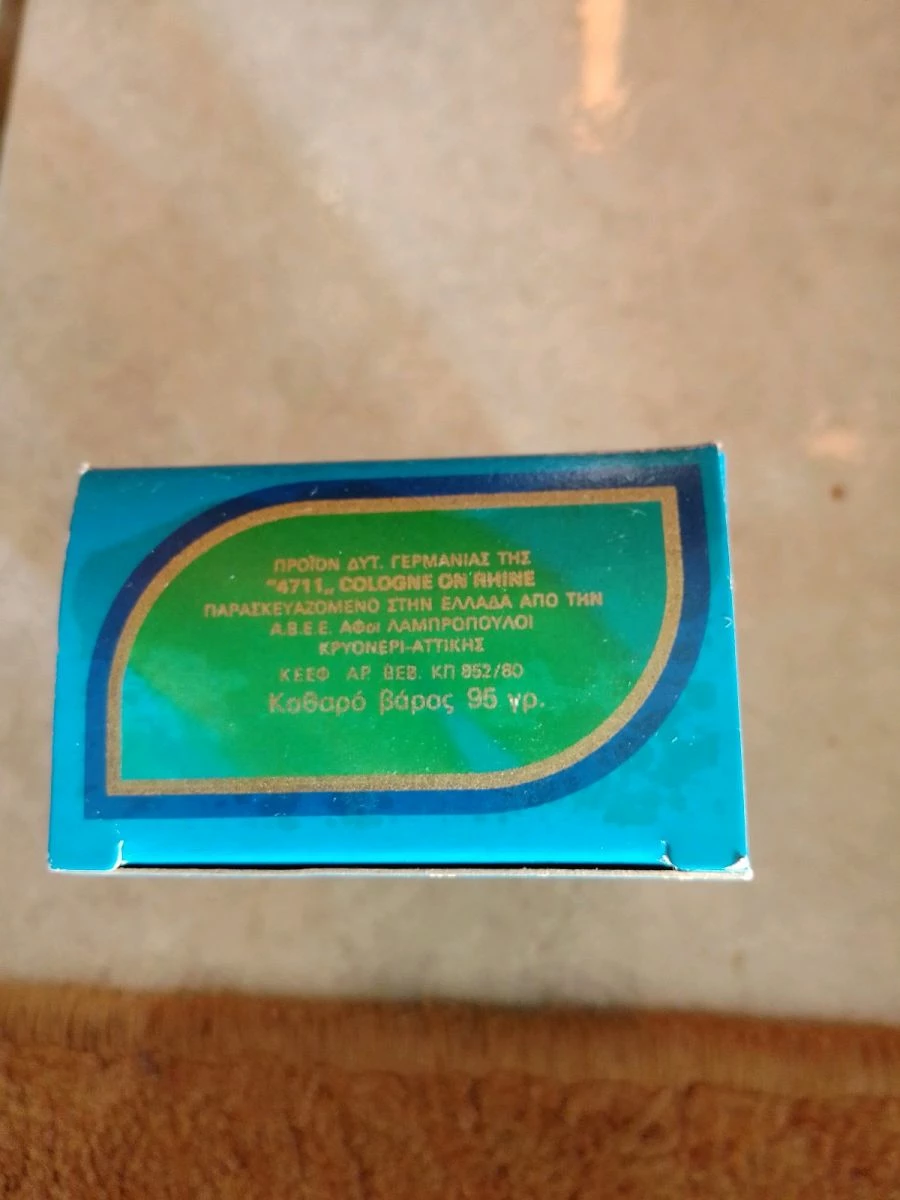 ΠΡΟΪΟΝ ΔΥΤ. ΓΕΡΜΑΝΙΑΣ ΤΗΣ
"4711„ COLOGNE ON RHINE
ΠΑΡΑΣΚΕΥΑΖΟΜΕΝΟ ΣΤΗΝ ΕΛΛΑΔΑ ΑΠΟ ΤΗΝ
Α.Β.Ε.Ε. ΑΦοι ΛΑΜΠΡΟΠΟΥΛΟΙ
ΚΡΥΟΝΕΡΙ-ΑΤΤΙΚΗΣ
ΚΕΕΦ ΑΡ. ΒΕΒ. ΚΠ 852/80
Καθαρό βάρος 95 γρ.